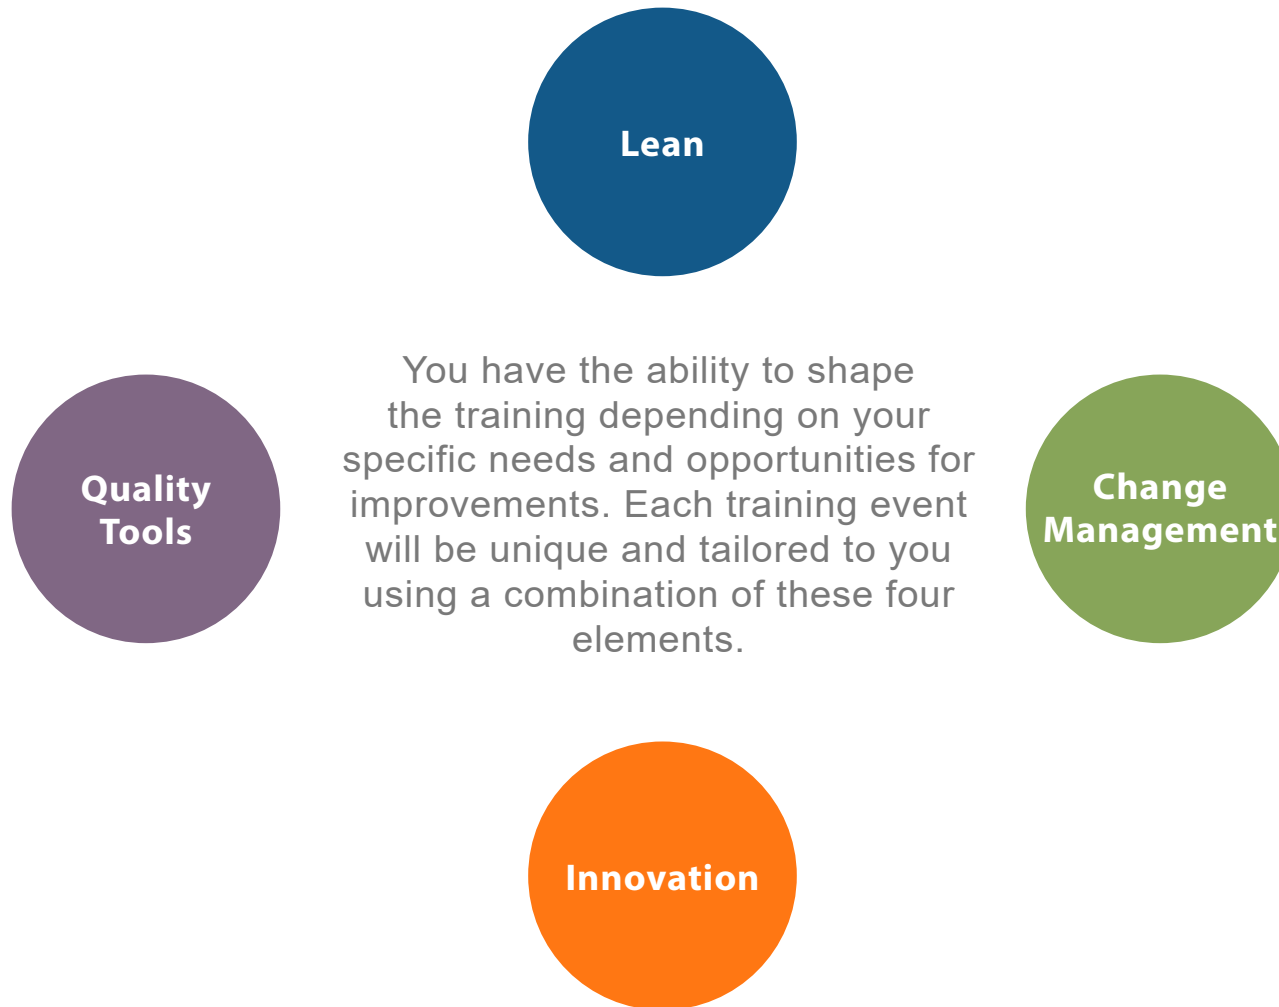 Lean
You have the ability to shape
the training depending on your
specific needs and opportunities for
improvements. Each training event
will be unique and tailored to you
using a combination of these four
elements.
Quality
Tools
Change
Management
Innovation